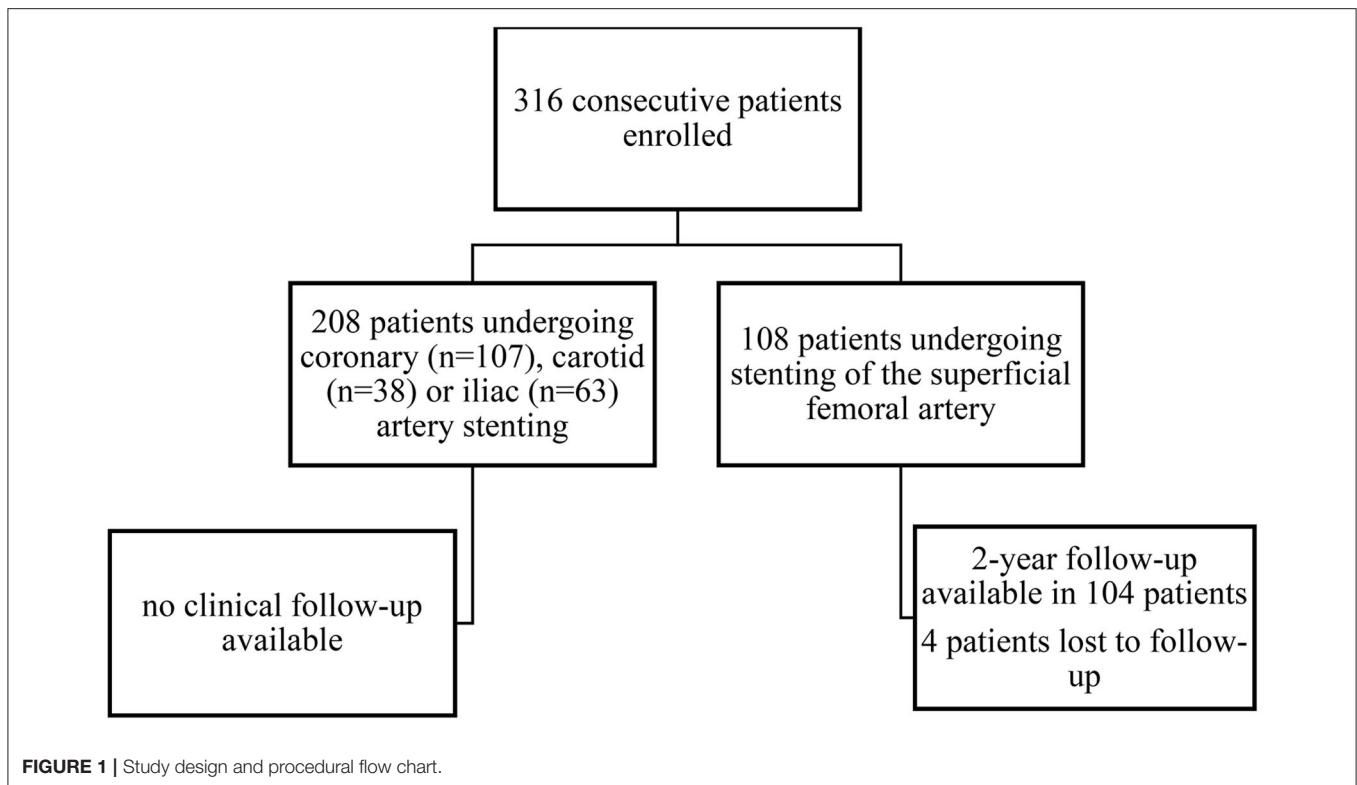 316 consecutive patients
enrolled
208 patients undergoing
coronary (n=107), carotid
(n=38) or iliac (n=63)
artery stenting
108 patients undergoing
stenting of the superficial
femoral artery
no clinical follow-up
available
2-year follow-up
available in 104 patients
4 patients lost to follow-
up
FIGURE 1 | Study design and procedural flow chart.